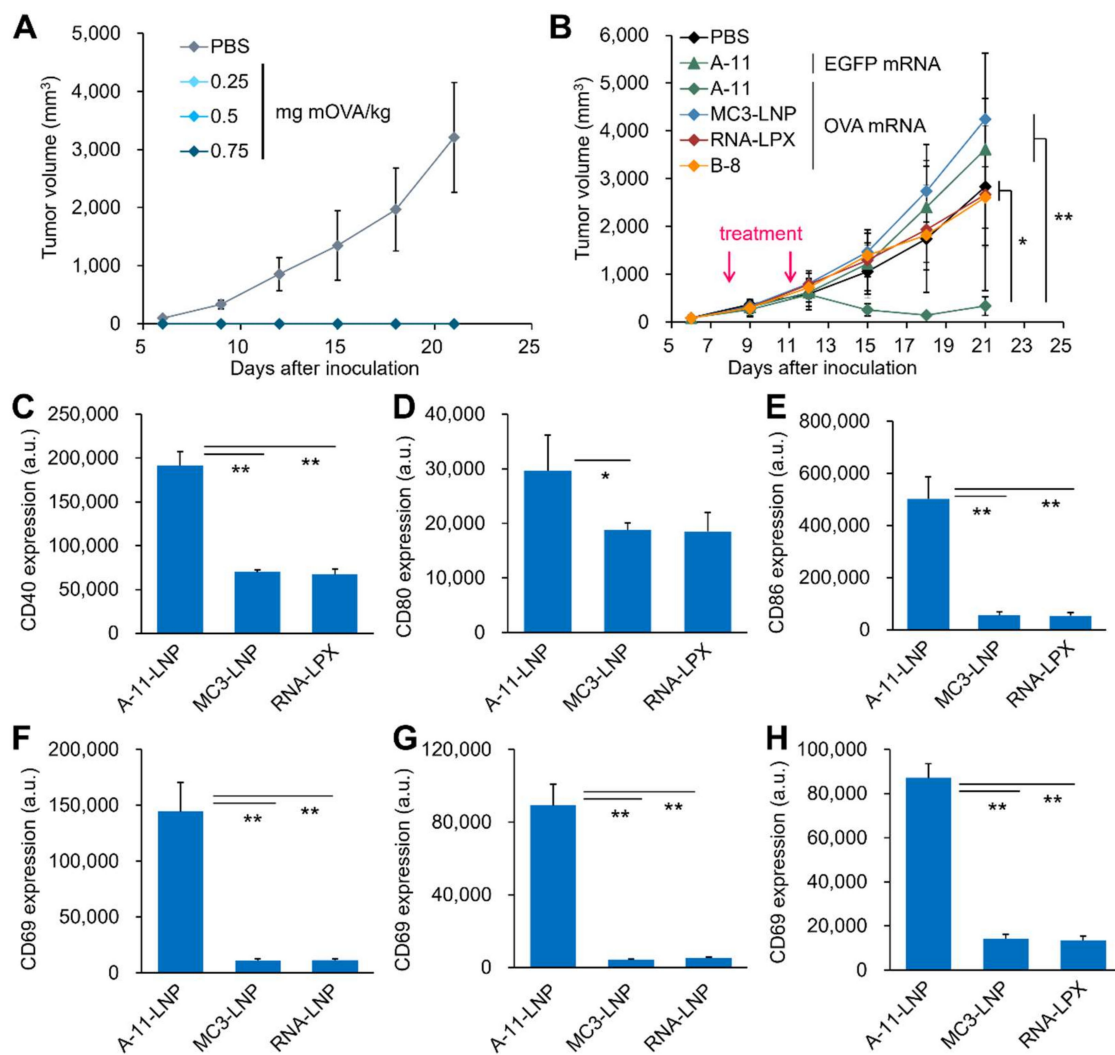 A
Tumor volume (mm³)
5,000
4,000
3,000
2,000
1,000
0
PBS
0.25
0.5
0.75
mg mOVA/kg
5 10 15 20 25
Days after inoculation
B
Tumor volume (mm³)
6,000
5,000
4,000
3,000
2,000
1,000
0
PBS
A-11
A-11
MC3-LNP
RNA-LPX
B-8
EGFP mRNA
OVA mRNA
treatment
*
**
5 7 9 11 13 15 17 19 21 23 25
Days after inoculation
C
CD40 expression (a.u.)
250,000
200,000
150,000
100,000
50,000
0
** **
A-11-LNP MC3-LNP RNA-LPX
D
CD80 expression (a.u.)
40,000
30,000
20,000
10,000
0
*
A-11-LNP MC3-LNP RNA-LPX
E
CD86 expression (a.u.)
800,000
600,000
400,000
200,000
0
** **
A-11-LNP MC3-LNP RNA-LPX
F
CD69 expression (a.u.)
200,000
150,000
100,000
50,000
0
** **
A-11-LNP MC3-LNP RNA-LNP
G
CD69 expression (a.u.)
120,000
80,000
40,000
0
** **
A-11-LNP MC3-LNP RNA-LNP
H
CD69 expression (a.u.)
100,000
80,000
60,000
40,000
20,000
0
** **
A-11-LNP MC3-LNP RNA-LPX